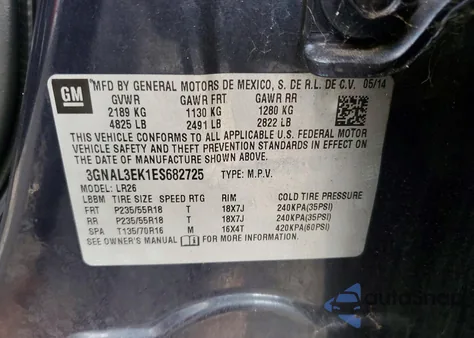 GM
MFD BY GENERAL MOTORS DE MEXICO, S. DE R.L. DE C.V. 05/14
GVWR GAWR FRT GAWR RR
2189 KG 1130 KG 1280 KG
4825 LB 2491 LB 2822 LB
THIS VEHICLE CONFORMS TO ALL APPLICABLE U.S. FEDERAL MOTOR
VEHICLE SAFETY AND THEFT PREVENTION STANDARDS IN EFFECT ON
THE DATE OF MANUFACTURE SHOWN ABOVE.
3GNAL3EK1ES682725 TYPE: M.P.V.
MODEL: LR26
LBBM TIRE SIZE SPEED RTG RIM COLD TIRE PRESSURE
FRT P235/55R18 T 18X7J 240KPA(35PSI)
RR P235/55R18 T 18X7J 240KPA(35PSI)
SPA T135/70R16 M 16X4T 420KPA(60PSI)
SEE OWNER'S MANUAL FOR MORE INFORMATION
autosnap